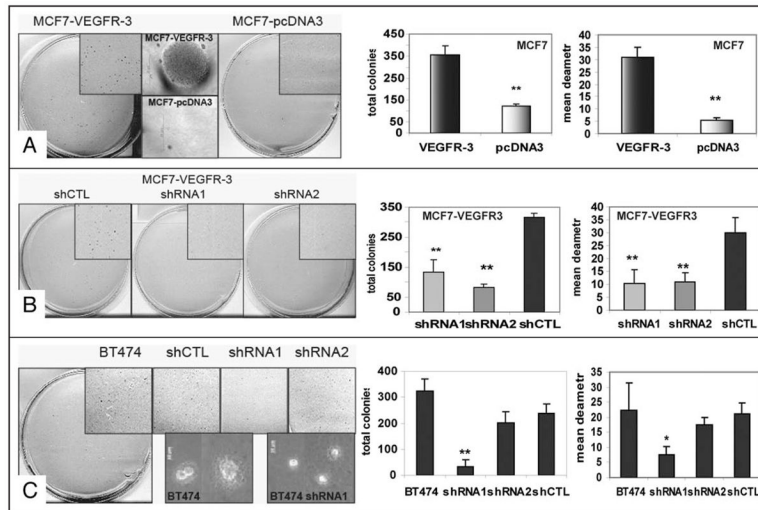 MCF7-VEGFR-3 MCF7-pcDNA3
MCF7-VEGFR-3
MCF7-pcDNA3
A
total colonies
450
350
250
150
50
**
MCF7
VEGFR-3 pcDNA3
mean deametr
40
35
30
25
20
15
10
5
0
**
MCF7
VEGFR-3 pcDNA3
MCF7-VEGFR-3
shCTL shRNA1 shRNA2
B
total colonies
350
250
150
50
MCF7-VEGFR3
**
**
shRNA1 shRNA2 shCTL
mean deametr
40
35
30
25
20
15
10
5
0
MCF7-VEGFR3
**
**
shRNA1 shRNA2 shCTL
BT474 shCTL shRNA1 shRNA2
BT474
BT474 shRNA1
C
total colonies
400
300
200
100
0
**
BT474 shRNA1 shRNA2 shCTL
mean deametr
35
30
25
20
15
10
5
0
*
BT474 shRNA1 shRNA2 shCTL